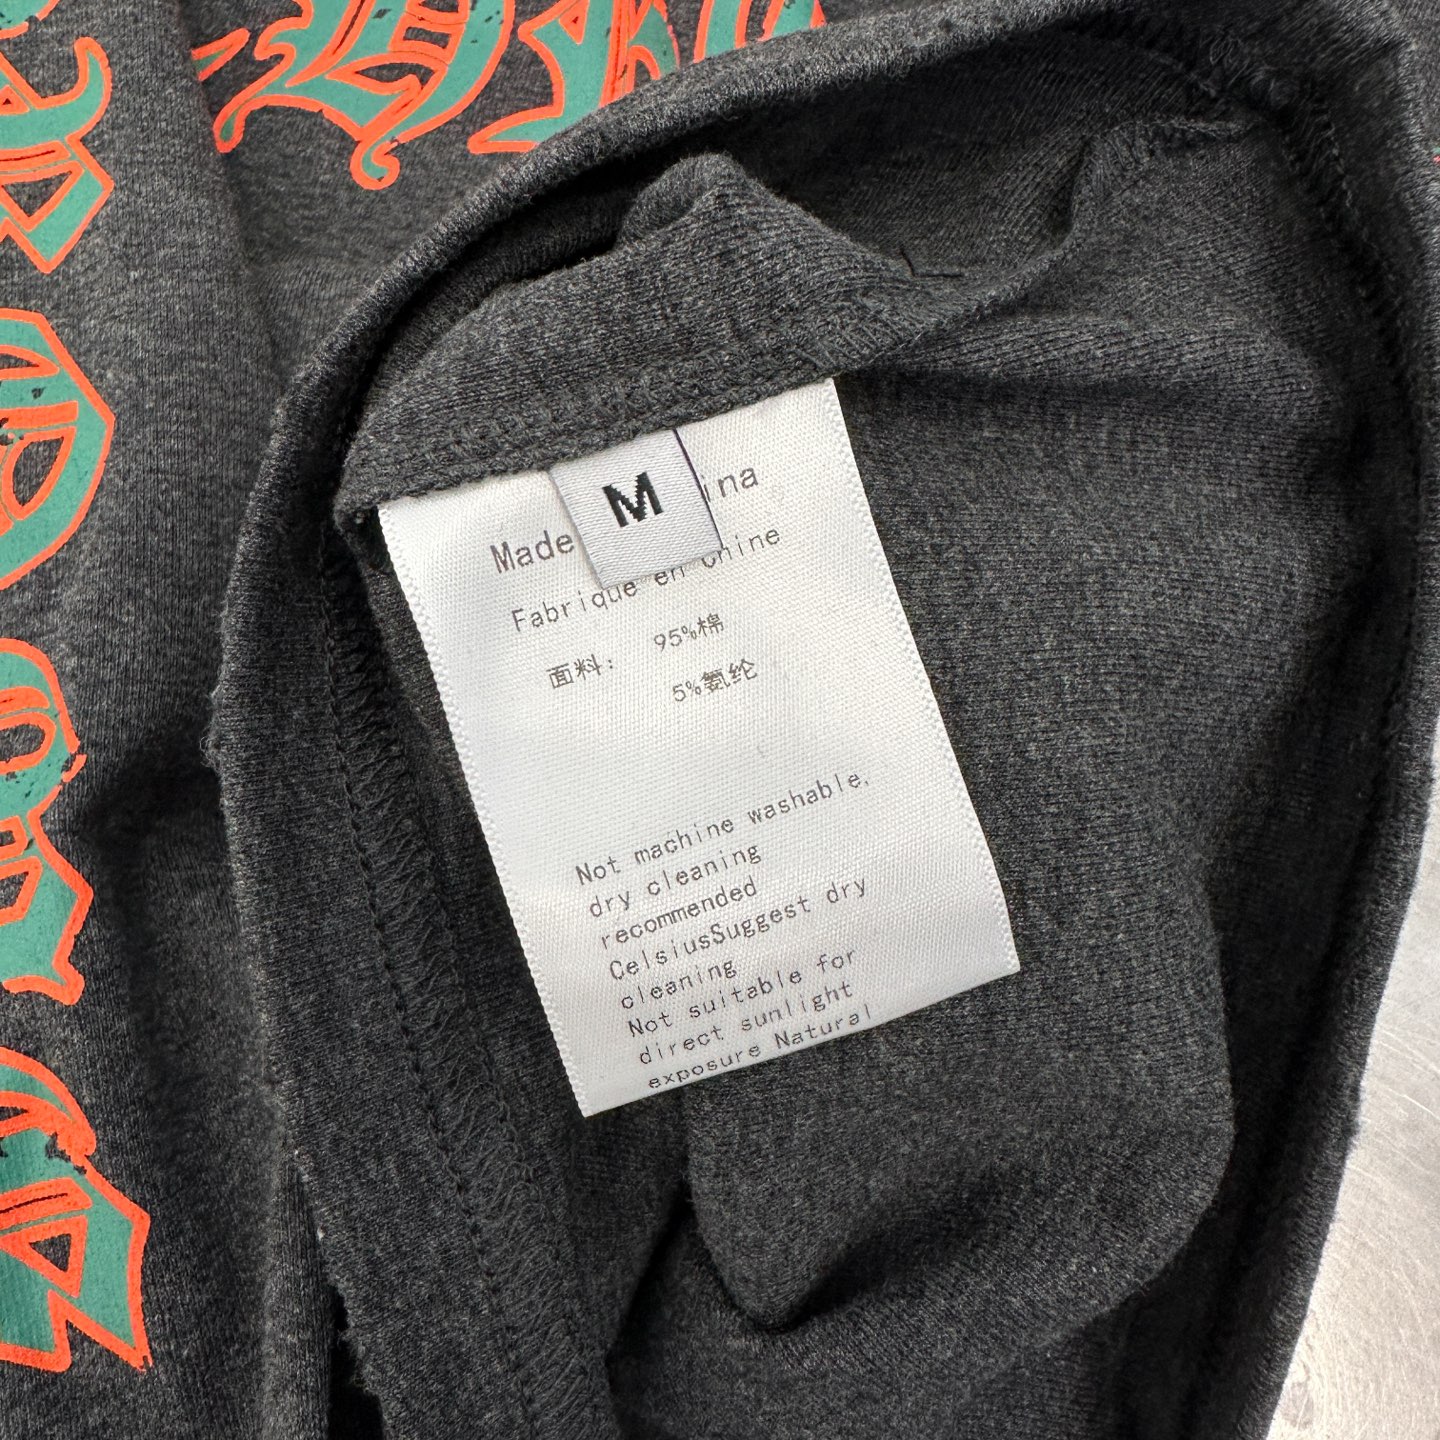 M
Made ina
Fabrique en Chine
面料: 95%棉
5%氨纶
Not machine washable,
dry cleaning
recommended
CelsiusSuggest dry
cleaning
Not suitable for
direct sunlight
exposure Natural